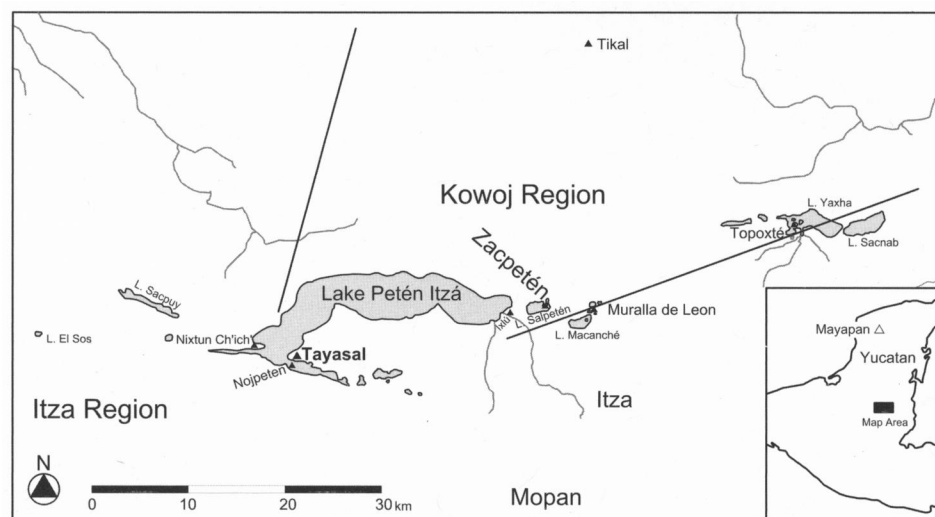 Tikal
Kowoj Region
L. Yaxha
Topoxté
L. Sacnab
Zacpetén
L. Sacpuy
Lake Petén Itzá
Ixlú
L. Salpetén
Muralla de Leon
L. Macanché
L. El Sos
Nixtun Ch'ich'
Tayasal
Nojpeten
Itza Region
Itza
Mopan
N
0 10 20 30 km
Mayapan
Yucatan
Map Area